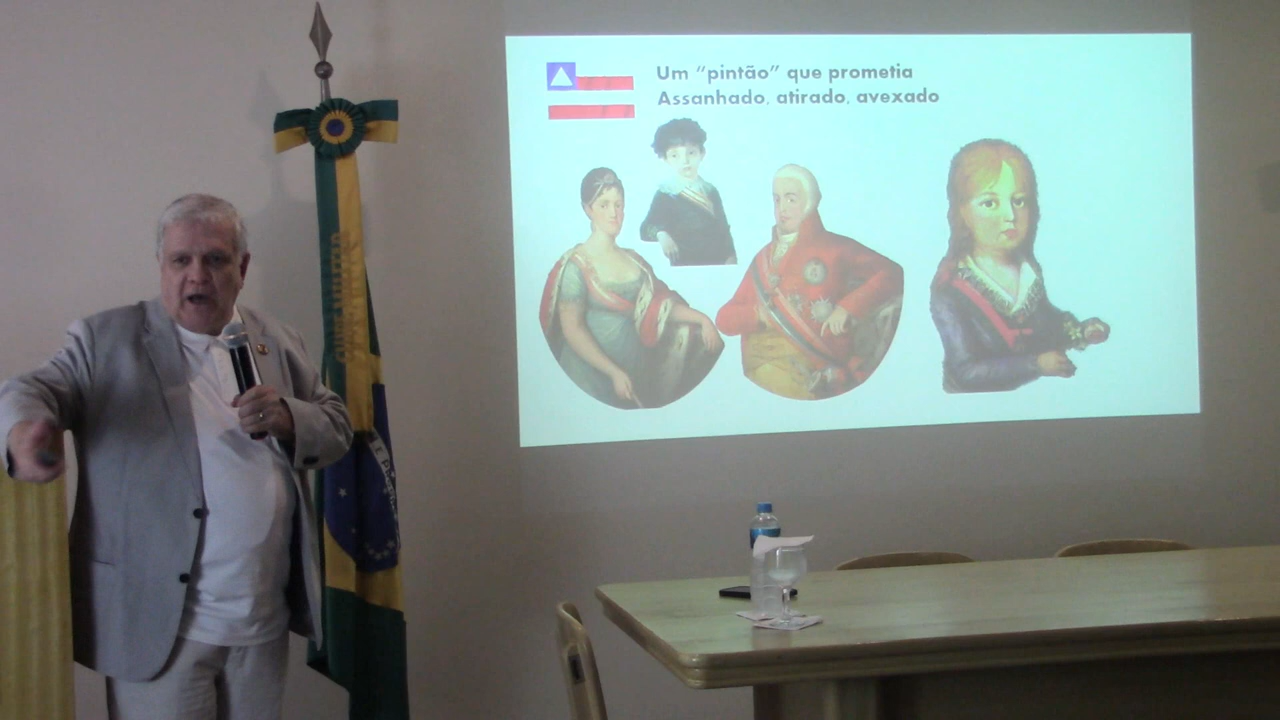 Um “pintão” que prometia
Assanhado, atirado, avexado